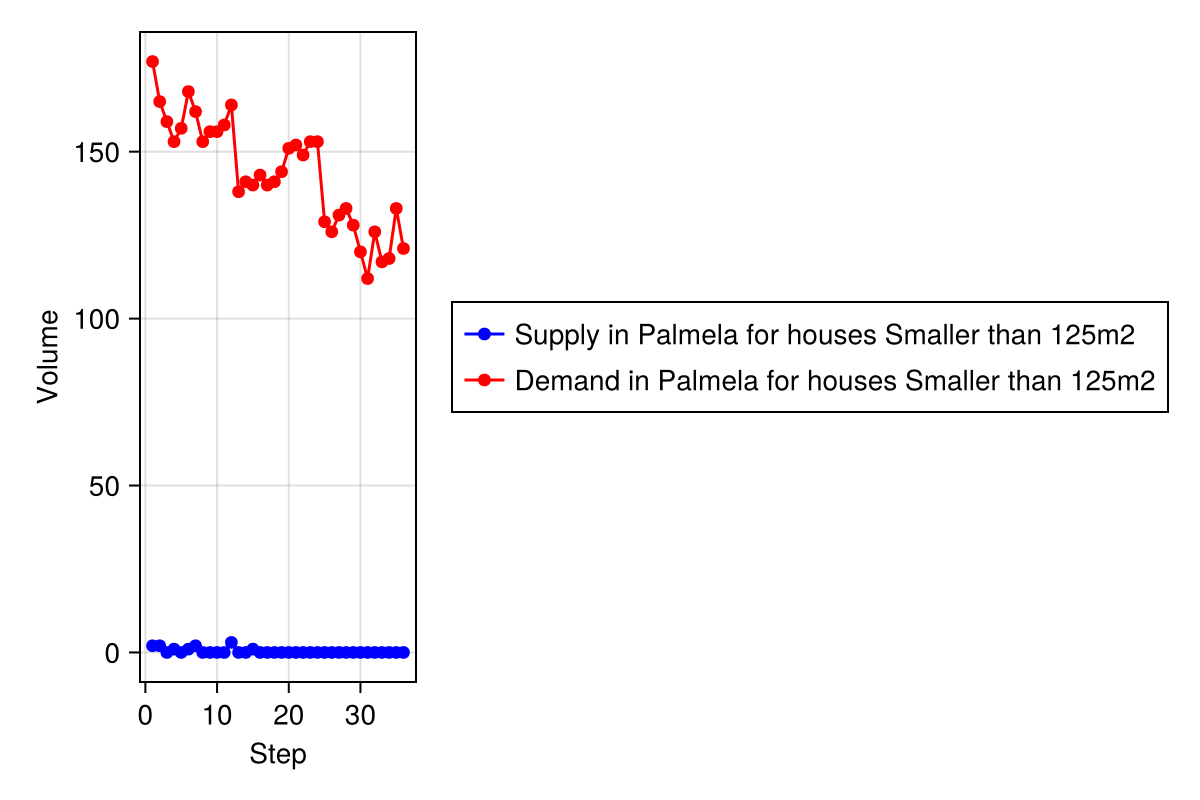 150
100
50
0
Volume
0 10 20 30
Step
Supply in Palmela for houses Smaller than 125m2
Demand in Palmela for houses Smaller than 125m2